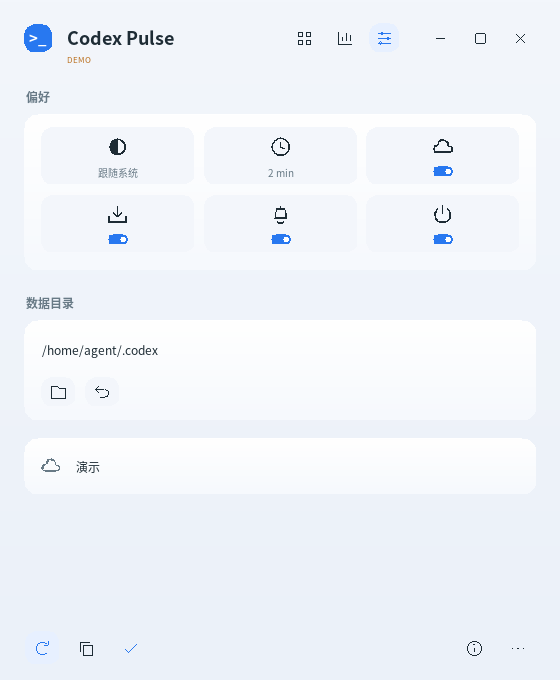 >_ Codex Pulse
DEMO
偏好
跟随系统
2 min
数据目录
/home/agent/.codex
演示